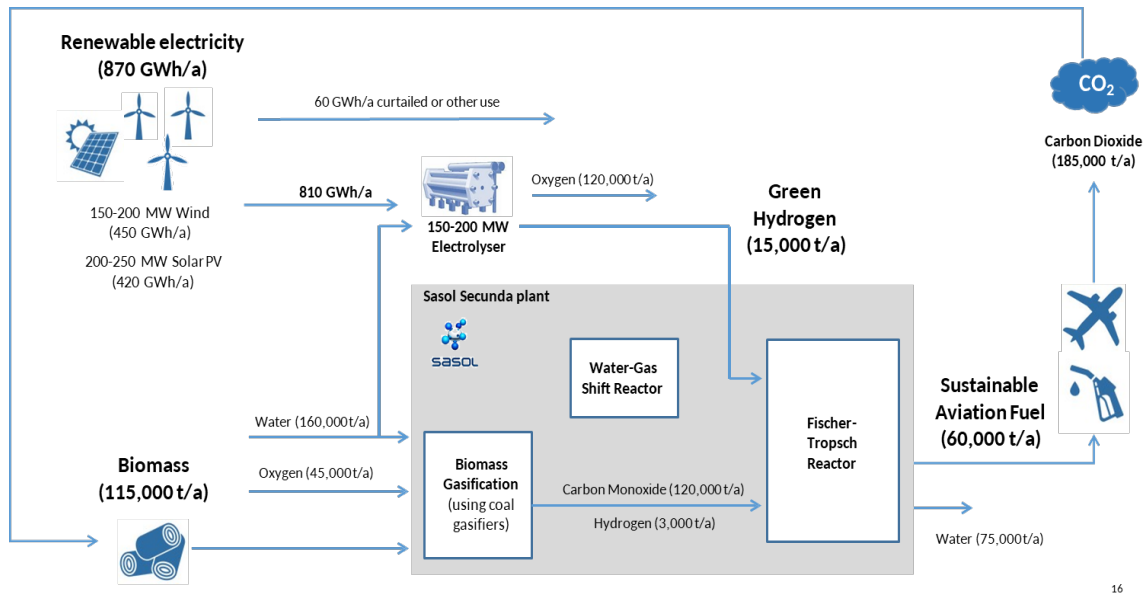 Renewable electricity
(870 GWh/a)
60 GWh/a curtailed or other use
CO2
Carbon Dioxide
(185,000 t/a)
810 GWh/a
Oxygen (120,000t/a)
150-200 MW Wind
(450 GWh/a)
200-250 MW Solar PV
(420 GWh/a)
150-200 MW
Electrolyser
Green
Hydrogen
(15,000 t/a)
Sasol Secunda plant
sasol
Water-Gas
Shift Reactor
Water (160,000t/a)
Biomass
(115,000 t/a)
Oxygen (45,000t/a)
Biomass
Gasification
(using coal
gasifiers)
Carbon Monoxide (120,000t/a)
Hydrogen (3,000t/a)
Fischer-
Tropsch
Reactor
Sustainable
Aviation Fuel
(60,000 t/a)
Water (75,000t/a)
16